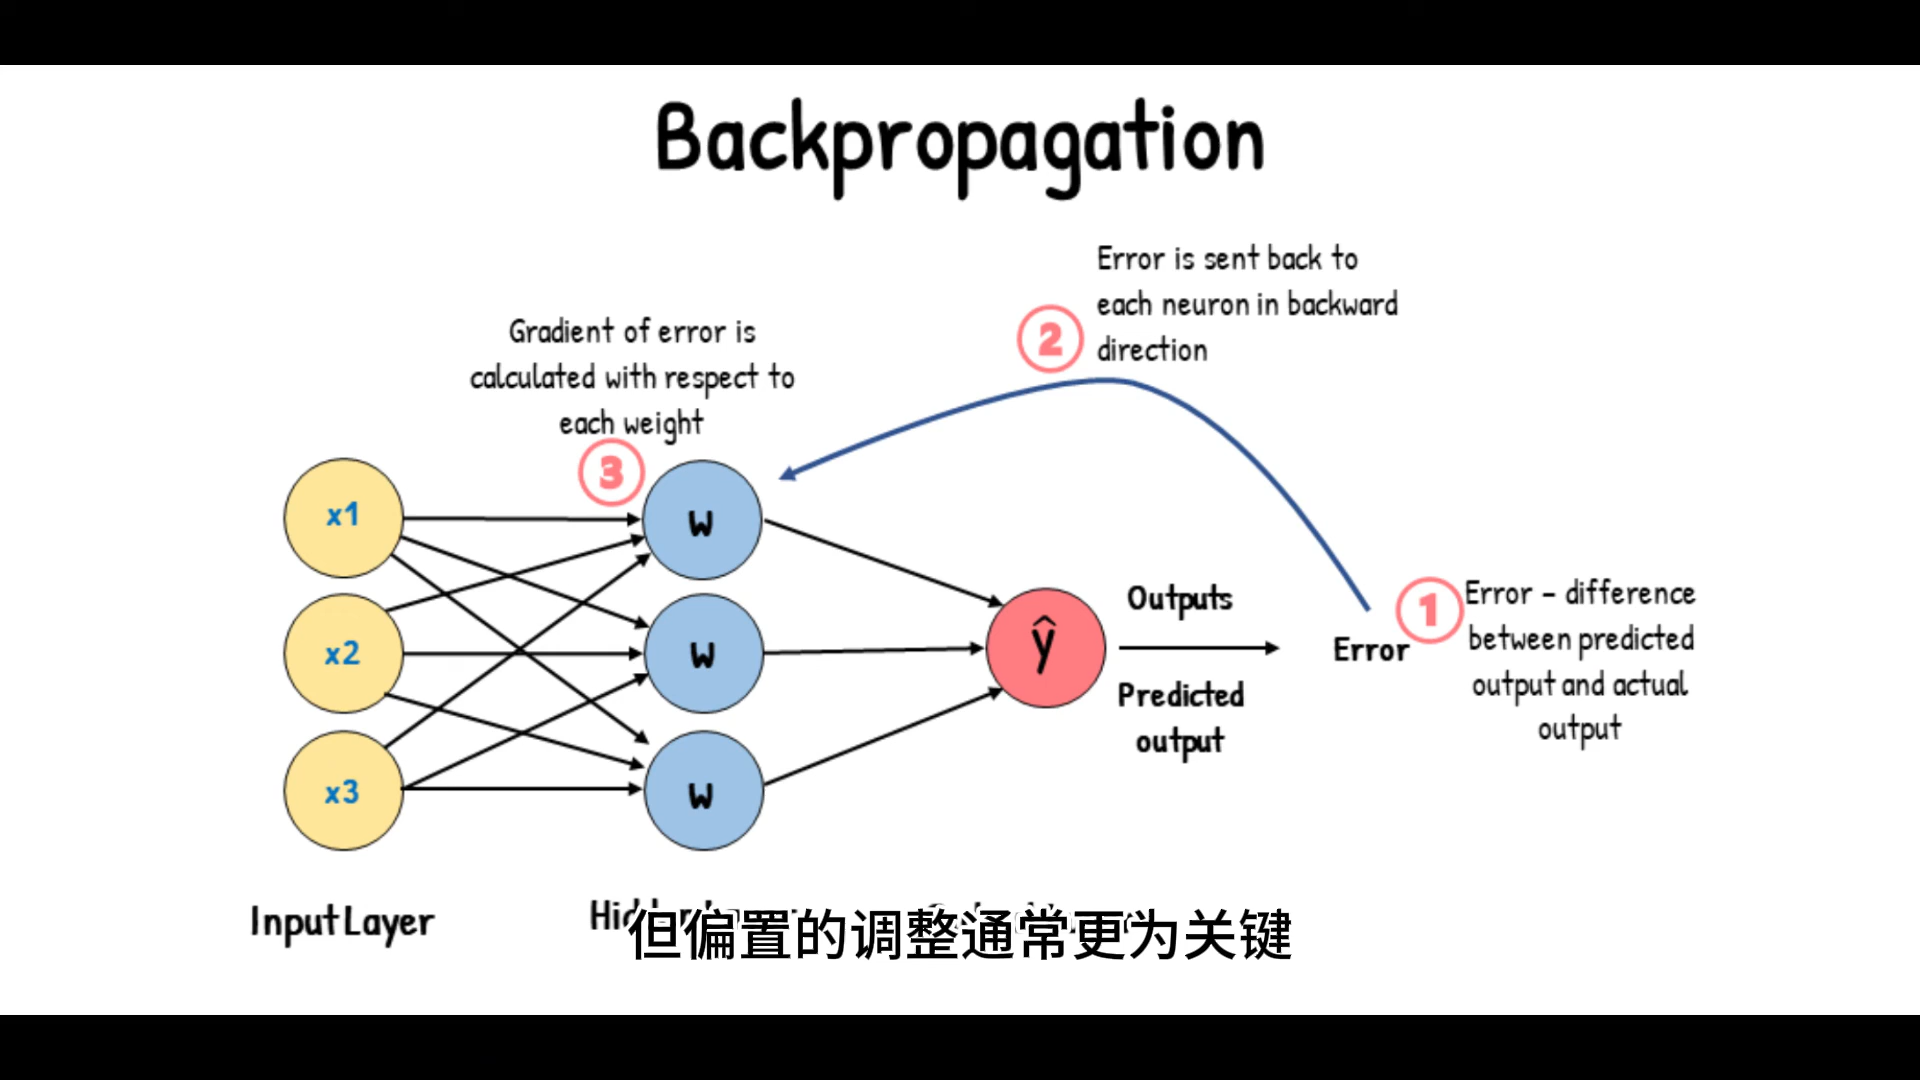 Backpropagation
Error is sent back to
each neuron in backward
direction
2
Gradient of error is
calculated with respect to
each weight
3
x1
x2
x3
w
w
w
ŷ
Outputs
Predicted
output
Error
1
Error - difference
between predicted
output and actual
output
Input Layer
但偏置的调整通常更为关键